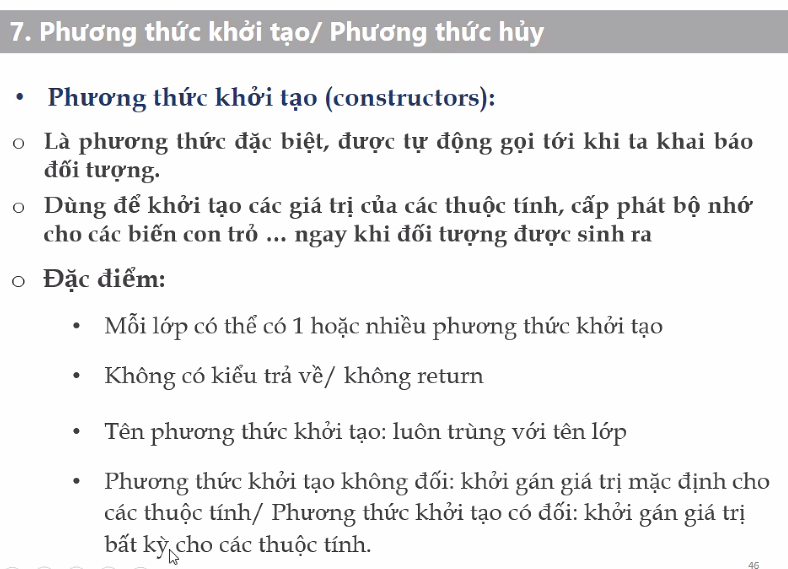 7. Phương thức khởi tạo/ Phương thức hủy
• Phương thức khởi tạo (constructors):
o Là phương thức đặc biệt, được tự động gọi tới khi ta khai báo
đối tượng.
o Dùng để khởi tạo các giá trị của các thuộc tính, cấp phát bộ nhớ
cho các biến con trỏ ... ngay khi đối tượng được sinh ra
o Đặc điểm:
• Mỗi lớp có thể có 1 hoặc nhiều phương thức khởi tạo
• Không có kiểu trả về/ không return
• Tên phương thức khởi tạo: luôn trùng với tên lớp
• Phương thức khởi tạo không đối: khởi gán giá trị mặc định cho
các thuộc tính/ Phương thức khởi tạo có đối: khởi gán giá trị
bất kỳ cho các thuộc tính.
46